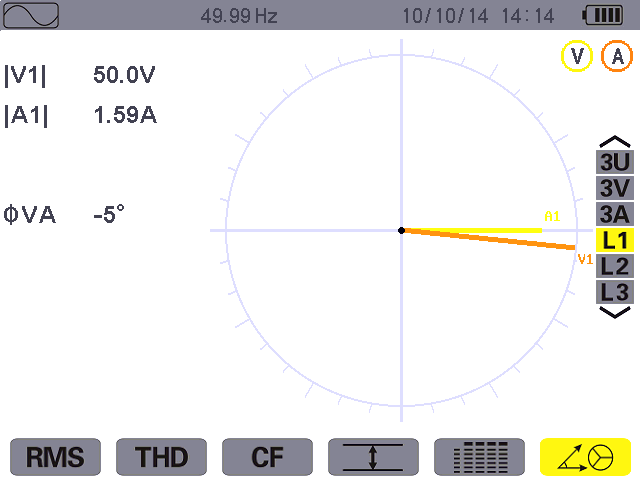 49.99 Hz 10/10/14 14:14
|V1| 50.0V
|A1| 1.59A
ϕVA -5°
V A
A1
V1
3U
3V
3A
L1
L2
L3
RMS THD CF